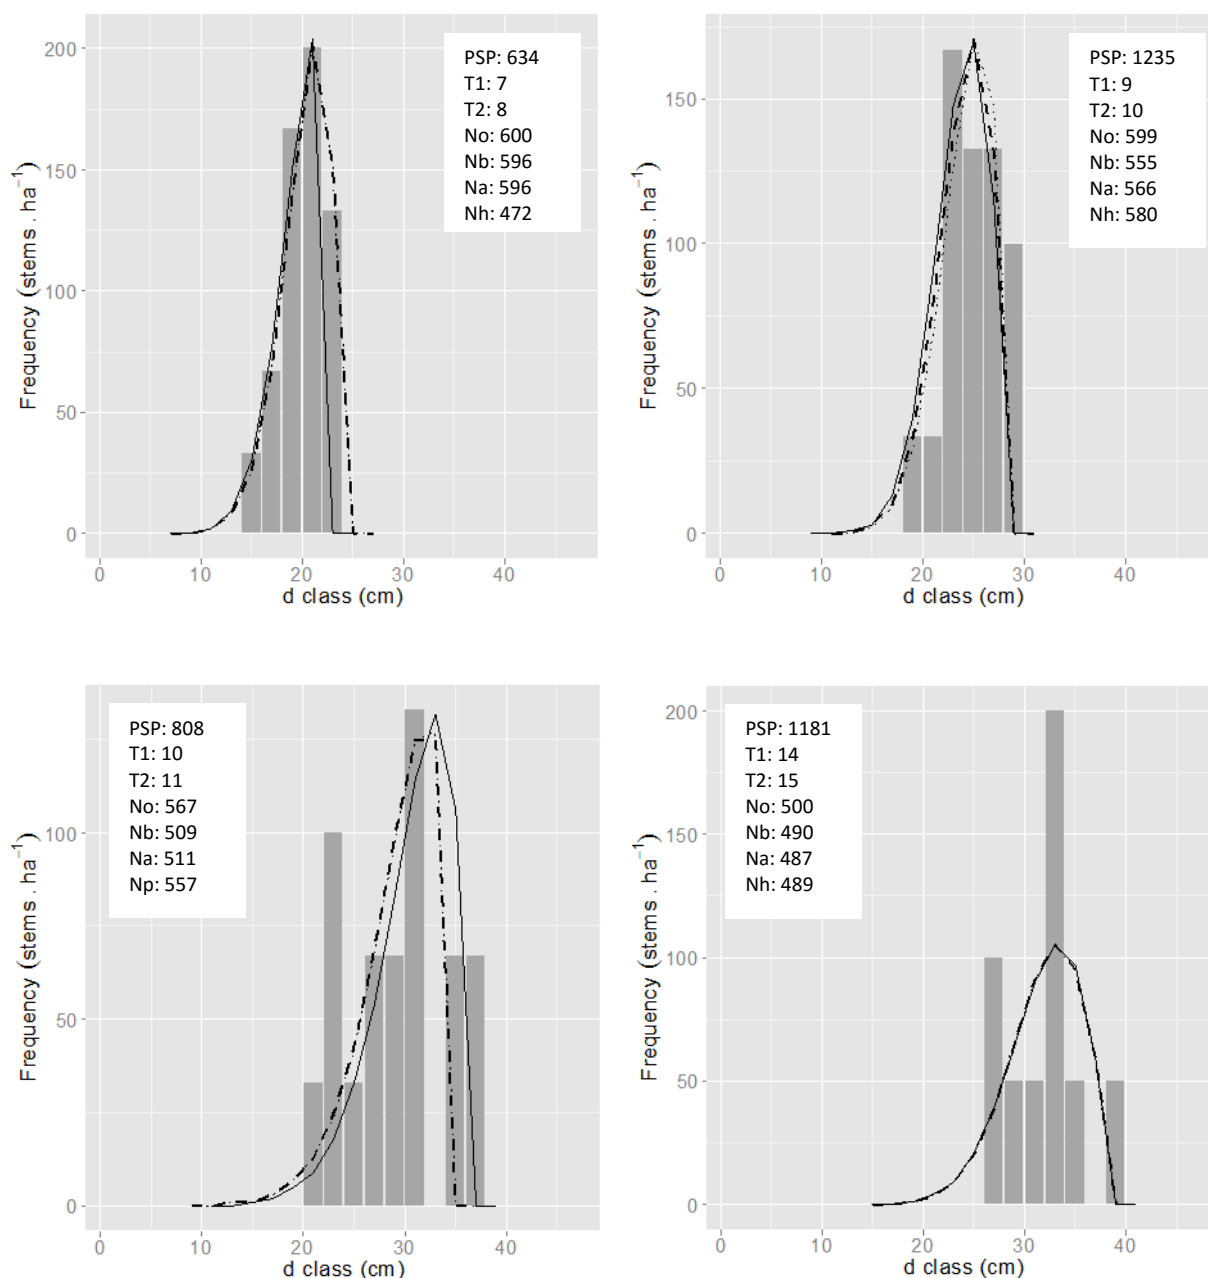 PSP: 634
T1: 7
T2: 8
No: 600
Nb: 596
Na: 596
Nh: 472
200
150
100
50
0
Frequency (stems . ha⁻¹)
0 10 20 30 40
d class (cm)
PSP: 1235
T1: 9
T2: 10
No: 599
Nb: 555
Na: 566
Nh: 580
150
100
50
0
Frequency (stems . ha⁻¹)
0 10 20 30 40
d class (cm)
PSP: 808
T1: 10
T2: 11
No: 567
Nb: 509
Na: 511
Np: 557
100
50
0
Frequency (stems . ha⁻¹)
0 10 20 30 40
d class (cm)
PSP: 1181
T1: 14
T2: 15
No: 500
Nb: 490
Na: 487
Nh: 489
200
150
100
50
0
Frequency (stems . ha⁻¹)
0 10 20 30 40
d class (cm)